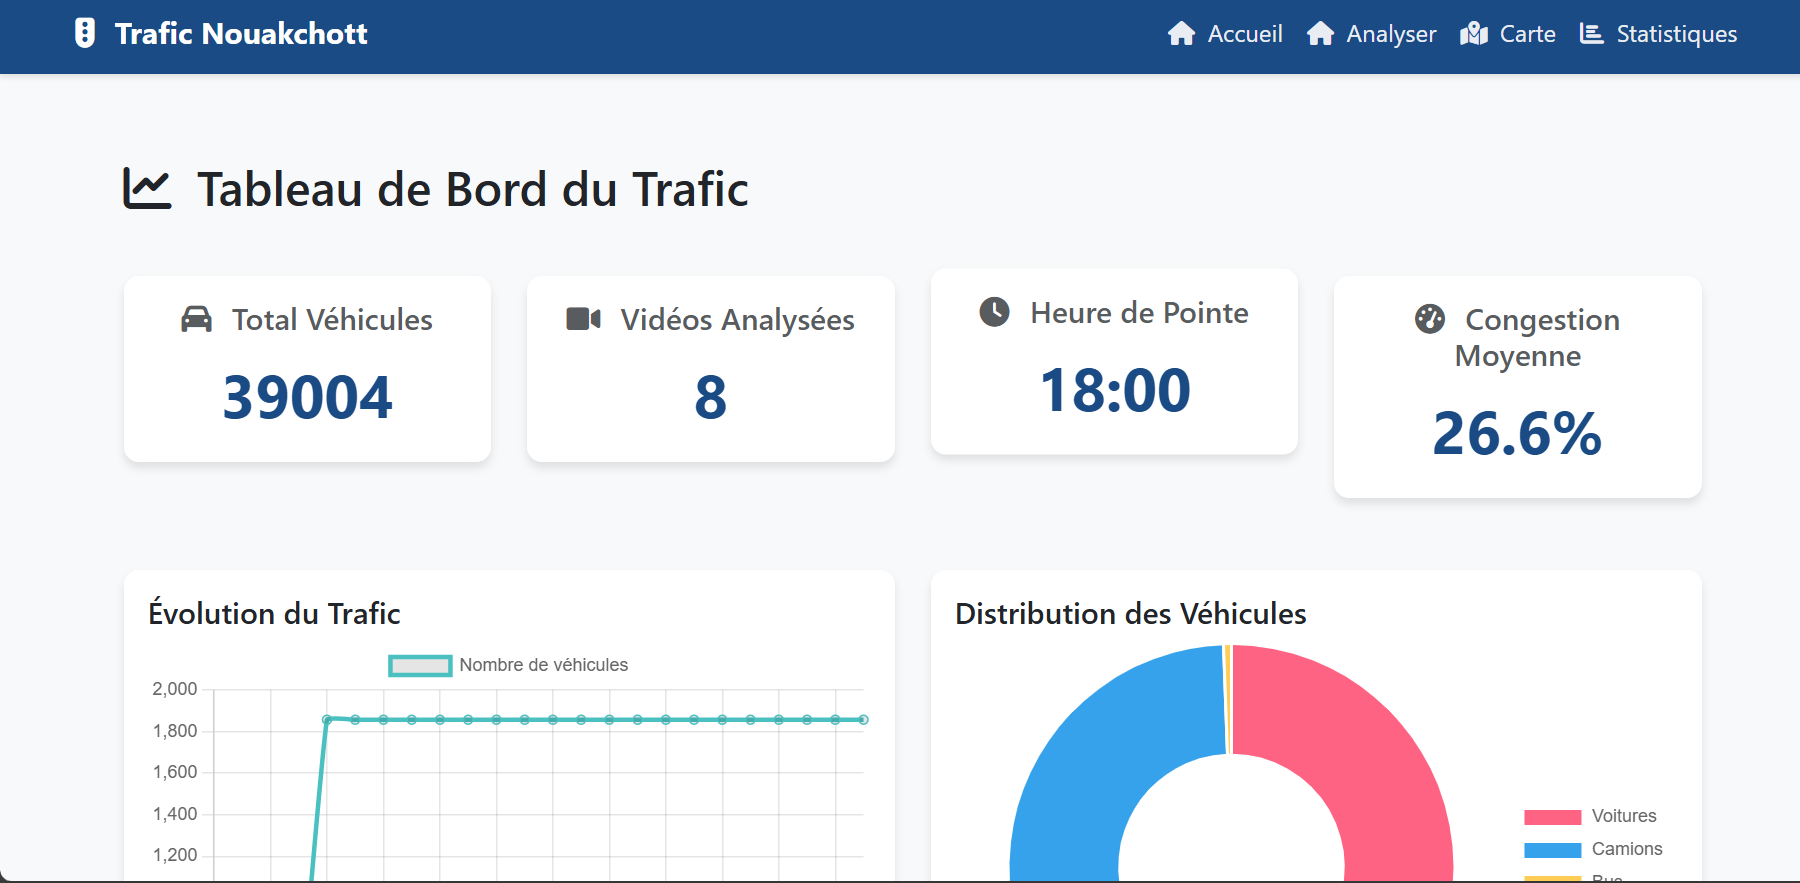 Trafic Nouakchott
Accueil
Analyser
Carte
Statistiques
Tableau de Bord du Trafic
Total Véhicules
39004
Vidéos Analysées
8
Heure de Pointe
18:00
Congestion
Moyenne
26.6%
Évolution du Trafic
Nombre de véhicules
2,000
1,800
1,600
1,400
1,200
Distribution des Véhicules
Voitures
Camions
Bus